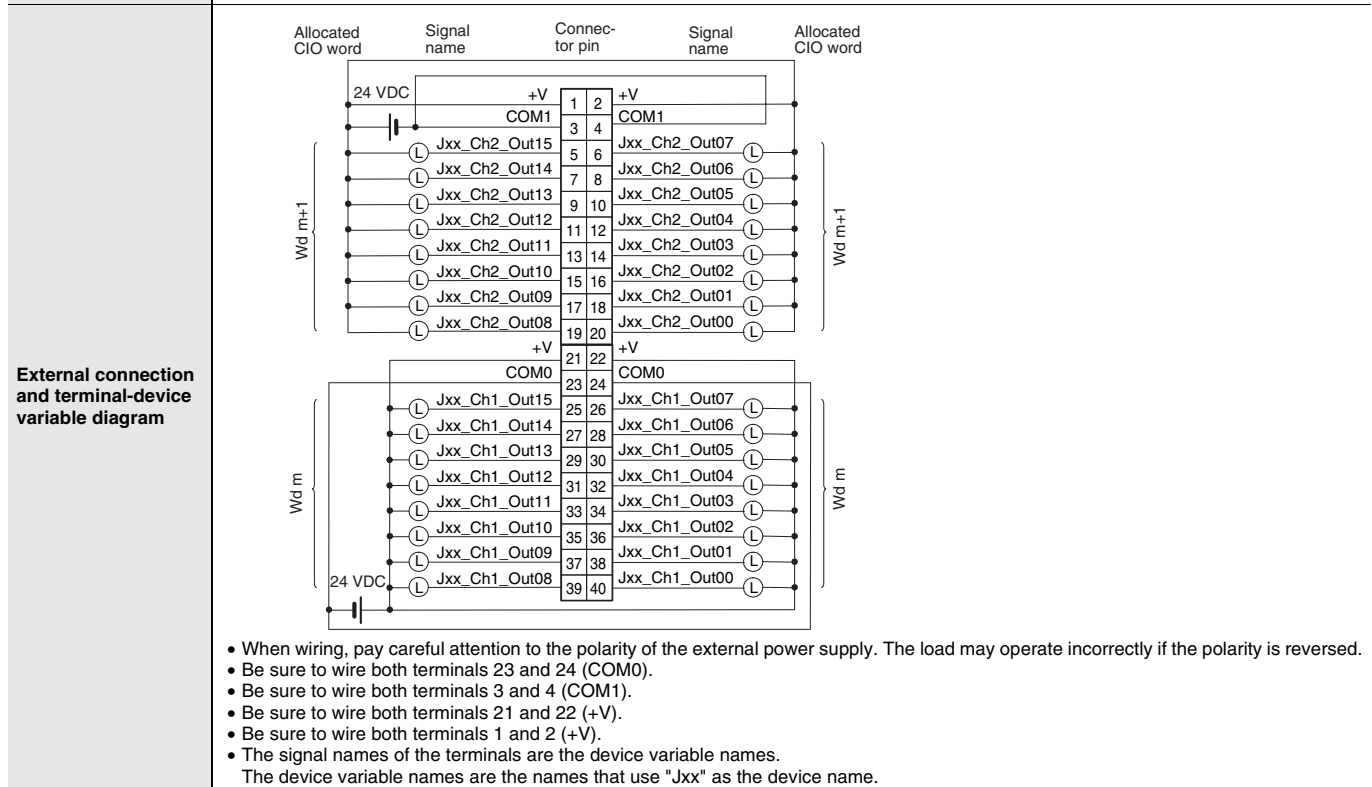 External connection
and terminal-device
variable diagram
Allocated
CIO word
Signal
name
Connec-
tor pin
Signal
name
Allocated
CIO word
24 VDC
+V 1 2 +V
COM1 3 4 COM1
L Jxx_Ch2_Out15 5 6 Jxx_Ch2_Out07 L
L Jxx_Ch2_Out14 7 8 Jxx_Ch2_Out06 L
L Jxx_Ch2_Out13 9 10 Jxx_Ch2_Out05 L
L Jxx_Ch2_Out12 11 12 Jxx_Ch2_Out04 L
L Jxx_Ch2_Out11 13 14 Jxx_Ch2_Out03 L
L Jxx_Ch2_Out10 15 16 Jxx_Ch2_Out02 L
L Jxx_Ch2_Out09 17 18 Jxx_Ch2_Out01 L
L Jxx_Ch2_Out08 19 20 Jxx_Ch2_Out00 L
Wd m+1
Wd m+1
+V 21 22 +V
COM0 23 24 COM0
L Jxx_Ch1_Out15 25 26 Jxx_Ch1_Out07 L
L Jxx_Ch1_Out14 27 28 Jxx_Ch1_Out06 L
L Jxx_Ch1_Out13 29 30 Jxx_Ch1_Out05 L
L Jxx_Ch1_Out12 31 32 Jxx_Ch1_Out04 L
L Jxx_Ch1_Out11 33 34 Jxx_Ch1_Out03 L
L Jxx_Ch1_Out10 35 36 Jxx_Ch1_Out02 L
L Jxx_Ch1_Out09 37 38 Jxx_Ch1_Out01 L
L Jxx_Ch1_Out08 39 40 Jxx_Ch1_Out00 L
Wd m
Wd m
24 VDC
• When wiring, pay careful attention to the polarity of the external power supply. The load may operate incorrectly if the polarity is reversed.
• Be sure to wire both terminals 23 and 24 (COM0).
• Be sure to wire both terminals 3 and 4 (COM1).
• Be sure to wire both terminals 21 and 22 (+V).
• Be sure to wire both terminals 1 and 2 (+V).
• The signal names of the terminals are the device variable names.
The device variable names are the names that use "Jxx" as the device name.